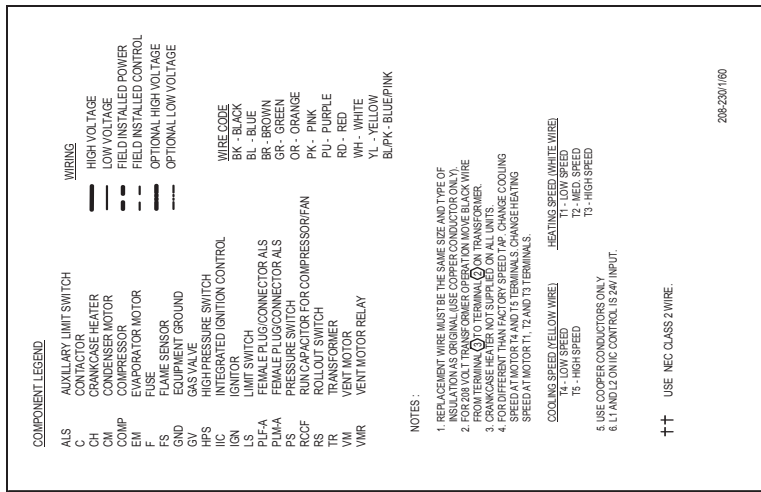 COMPONENT LEGEND
ALS AUXILLARY LIMIT SWITCH
C CONTACTOR
CH CRANKCASE HEATER
CM CONDENSER MOTOR
COMP COMPRESSOR
EM EVAPORATOR MOTOR
F FUSE
FS FLAME SENSOR
GND EQUIPMENT GROUND
GV GAS VALVE
HPS HIGH PRESSURE SWITCH
IIC INTEGRATED IGNITION CONTROL
IGN IGNITOR
LS LIMIT SWITCH
PLF-A FEMALE PLUG/CONNECTOR ALS
PLM-A FEMALE PLUG/CONNECTOR ALS
PS PRESSURE SWITCH
RCCF RUN CAPACITOR FOR COMPRESSOR/FAN
RS ROLLOUT SWITCH
TR TRANSFORMER
VM VENT MOTOR
VMR VENT MOTOR RELAY
WIRING
HIGH VOLTAGE
LOW VOLTAGE
FIELD INSTALLED POWER
FIELD INSTALLED CONTROL
OPTIONAL HIGH VOLTAGE
OPTIONAL LOW VOLTAGE
WIRE CODE
BK - BLACK
BL - BLUE
BR - BROWN
GR - GREEN
OR - ORANGE
PK - PINK
PU - PURPLE
RD - RED
WH - WHITE
YL - YELLOW
BL/PK - BLUE/PINK
NOTES :
1. REPLACEMENT WIRE MUST BE THE SAME SIZE AND TYPE OF
INSULATION AS ORIGINAL (USE COPPER CONDUCTOR ONLY).
2. FOR 208 VOLT TRANSFORMER OPERATION MOVE BLACK WIRE
FROM TERMINAL 3 TO TERMINAL 2 ON TRANSFORMER.
3. CRANKCASE HEATER NOT SUPPLIED ON ALL UNITS.
4. FOR DIFFERENT THAN FACTORY SPEED TAP. CHANGE COOLING
SPEED AT MOTOR T4 AND T5 TERMINALS. CHANGE HEATING
SPEED AT MOTOR T1, T2 AND T3 TERMINALS.
COOLING SPEED (YELLOW WIRE) HEATING SPEED (WHITE WIRE)
T4 - LOW SPEED T1 - LOW SPEED
T5 - HIGH SPEED T2 - MED. SPEED
T3 - HIGH SPEED
5. USE COOPER CONDUCTORS ONLY
6. L1 AND L2 ON IIC CONTROL IS 24V INPUT.
†† USE NEC CLASS 2 WIRE.
208-230/1/60